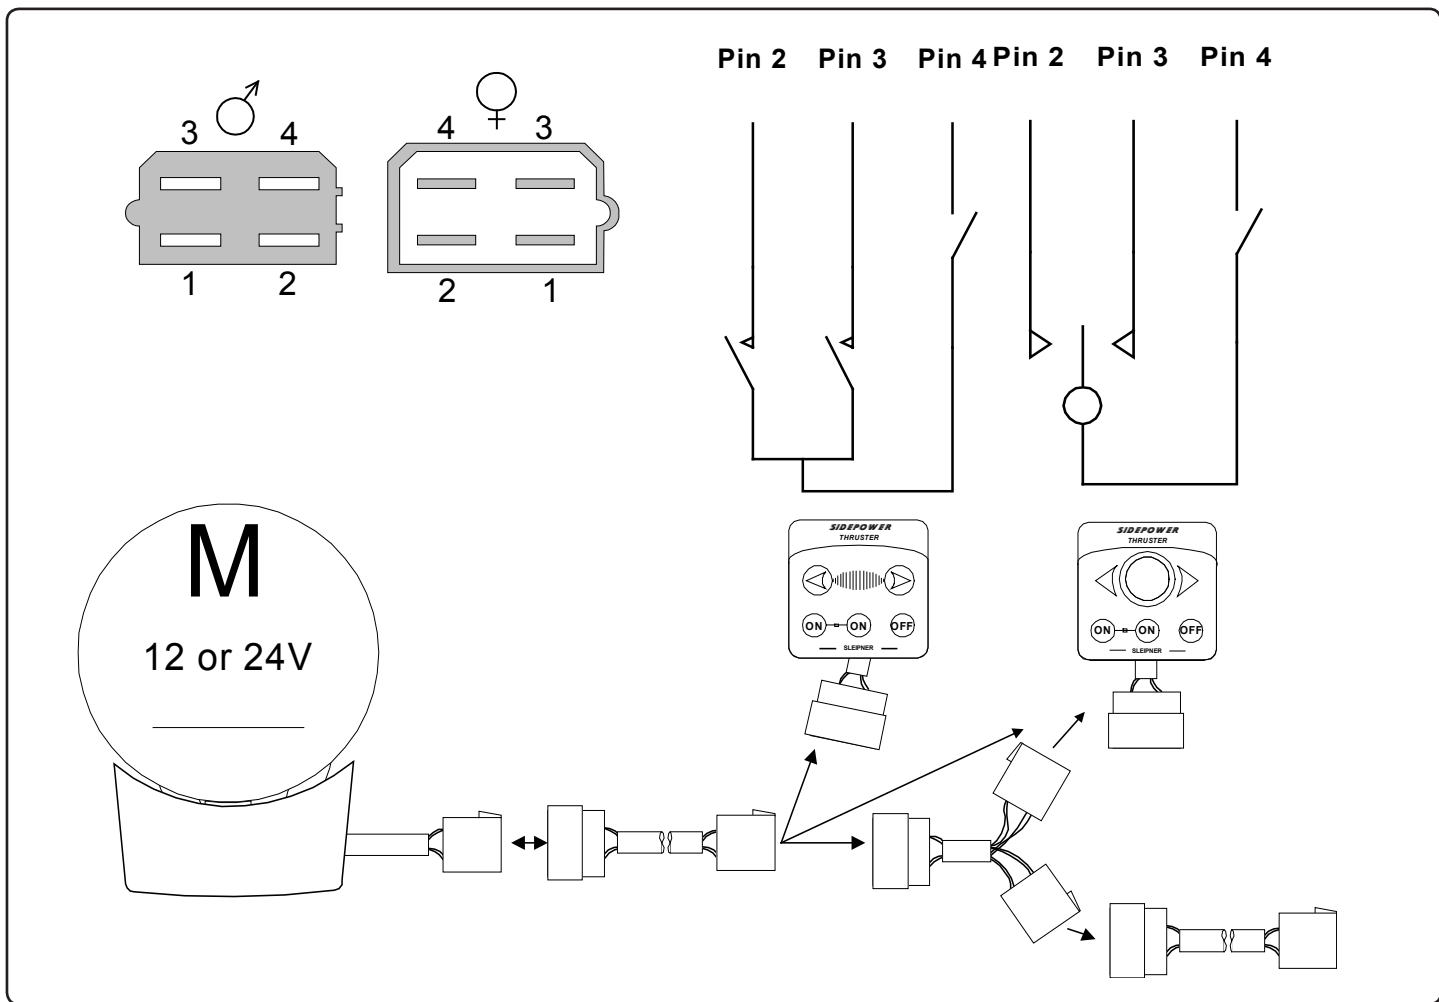 Pin 2 Pin 3 Pin 4 Pin 2 Pin 3 Pin 4
3 4
4 3
1 2
2 1
M
12 or 24V
SIDEPOWER
THRUSTER
ON ON OFF
SLEIPNER
SIDEPOWER
THRUSTER
ON ON OFF
SLEIPNER